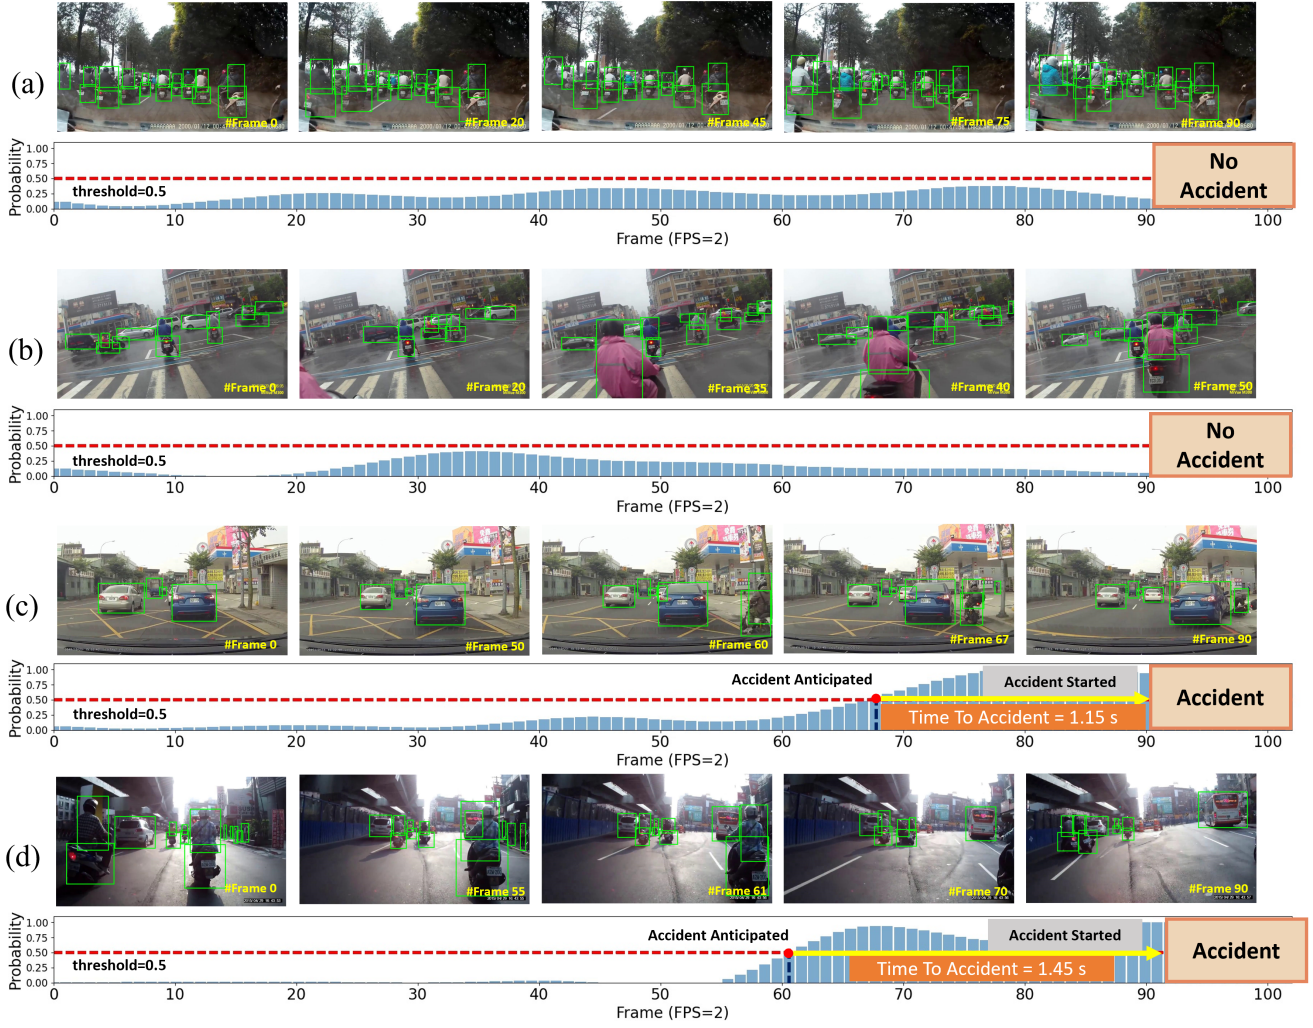 (a)
#Frame 0
#Frame 20
#Frame 45
#Frame 75
#Frame 90
Probability
1.00
0.75
0.50
0.25
0.00
threshold=0.5
No
Accident
0 10 20 30 40 50 60 70 80 90 100
Frame (FPS=2)
(b)
#Frame 0
#Frame 20
#Frame 35
#Frame 40
#Frame 50
Probability
1.00
0.75
0.50
0.25
0.00
threshold=0.5
No
Accident
0 10 20 30 40 50 60 70 80 90 100
Frame (FPS=2)
(c)
#Frame 0
#Frame 50
#Frame 60
#Frame 67
#Frame 90
Probability
1.00
0.75
0.50
0.25
0.00
threshold=0.5
Accident Anticipated
Accident Started
Time To Accident = 1.15 s
Accident
0 10 20 30 40 50 60 70 80 90 100
Frame (FPS=2)
(d)
#Frame 0
#Frame 55
#Frame 61
#Frame 70
#Frame 90
Probability
1.00
0.75
0.50
0.25
0.00
threshold=0.5
Accident Anticipated
Accident Started
Time To Accident = 1.45 s
Accident
0 10 20 30 40 50 60 70 80 90 100
Frame (FPS=2)